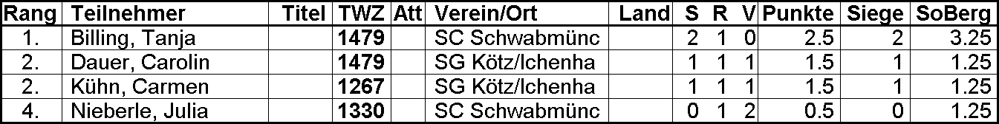 Rang Teilnehmer Titel TWZ Att Verein/Ort Land S R V Punkte Siege SoBerg
1. Billing, Tanja 1479 SC Schwabmünc 2 1 0 2.5 2 3.25
2. Dauer, Carolin 1479 SG Kötz/Ichenha 1 1 1 1.5 1 1.25
2. Kühn, Carmen 1267 SG Kötz/Ichenha 1 1 1 1.5 1 1.25
4. Nieberle, Julia 1330 SC Schwabmünc 0 1 2 0.5 0 1.25